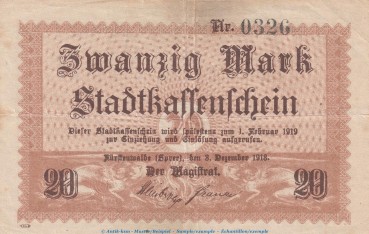 Nr. 0326
Zwanzig Mark
Stadtkassenschein
Dieser Stadtkassenschein wird spätestens zum 1. Februar 1919
zur Einziehung und Einlösung aufgerufen.
Fürstenwalde (Spree), den 3. Dezember 1918.
Der Magistrat.
20 20